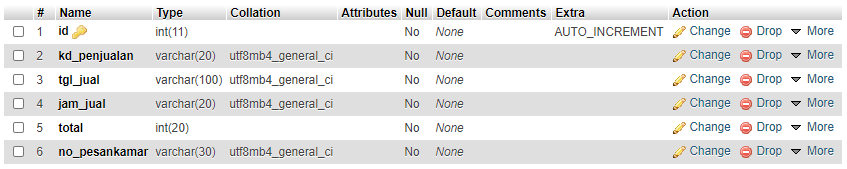 # Name Type Collation Attributes Null Default Comments Extra Action
1 id int(11) No None AUTO_INCREMENT Change Drop More
2 kd_penjualan varchar(20) utf8mb4_general_ci No None Change Drop More
3 tgl_jual varchar(100) utf8mb4_general_ci No None Change Drop More
4 jam_jual varchar(20) utf8mb4_general_ci No None Change Drop More
5 total int(20) No None Change Drop More
6 no_pesankamar varchar(30) utf8mb4_general_ci No None Change Drop More